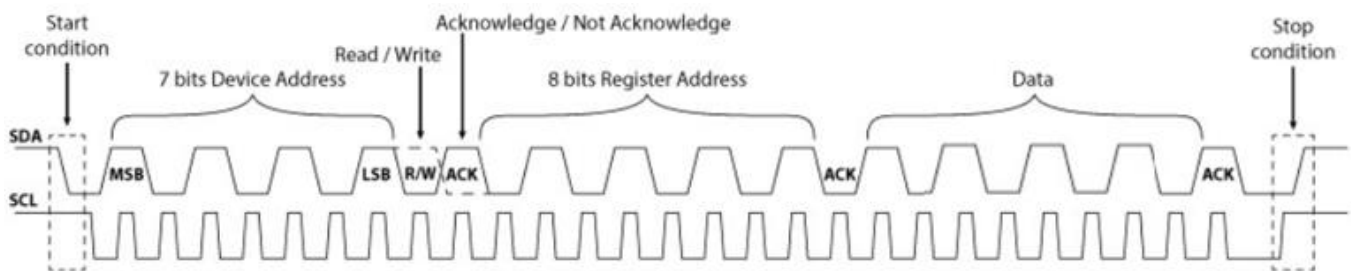 Start
condition
Read / Write
Acknowledge / Not Acknowledge
Stop
condition
7 bits Device Address
8 bits Register Address
Data
SDA
MSB
LSB
R/W
ACK
ACK
ACK
SCL